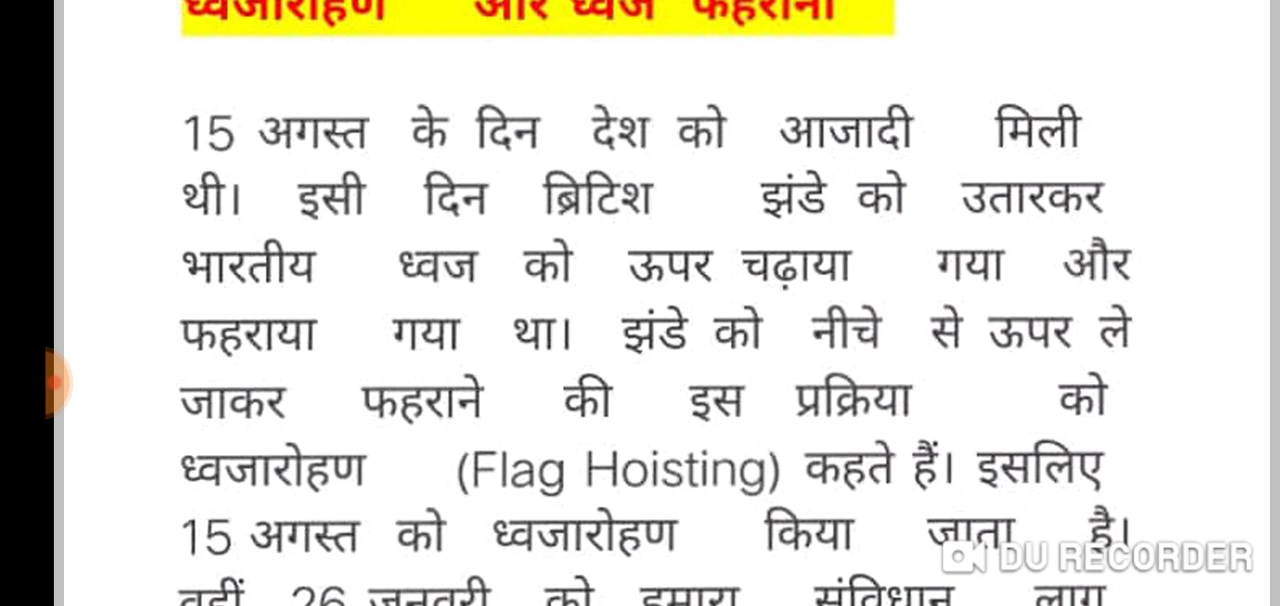 ध्वजारोहण और ध्वज फहराना
15 अगस्त के दिन देश को आजादी मिली
थी। इसी दिन ब्रिटिश झंडे को उतारकर
भारतीय ध्वज को ऊपर चढ़ाया गया और
फहराया गया था। झंडे को नीचे से ऊपर ले
जाकर फहराने की इस प्रक्रिया को
ध्वजारोहण (Flag Hoisting) कहते हैं। इसलिए
15 अगस्त को ध्वजारोहण किया जाता है।
DU RECORDER
वहीं 26 जनवरी को हमारा संविधान लागू